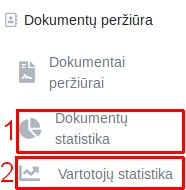 Dokumentų peržiūra
Dokumentai
peržiūrai
1
Dokumentų
statistika
2
Vartotojų statistika